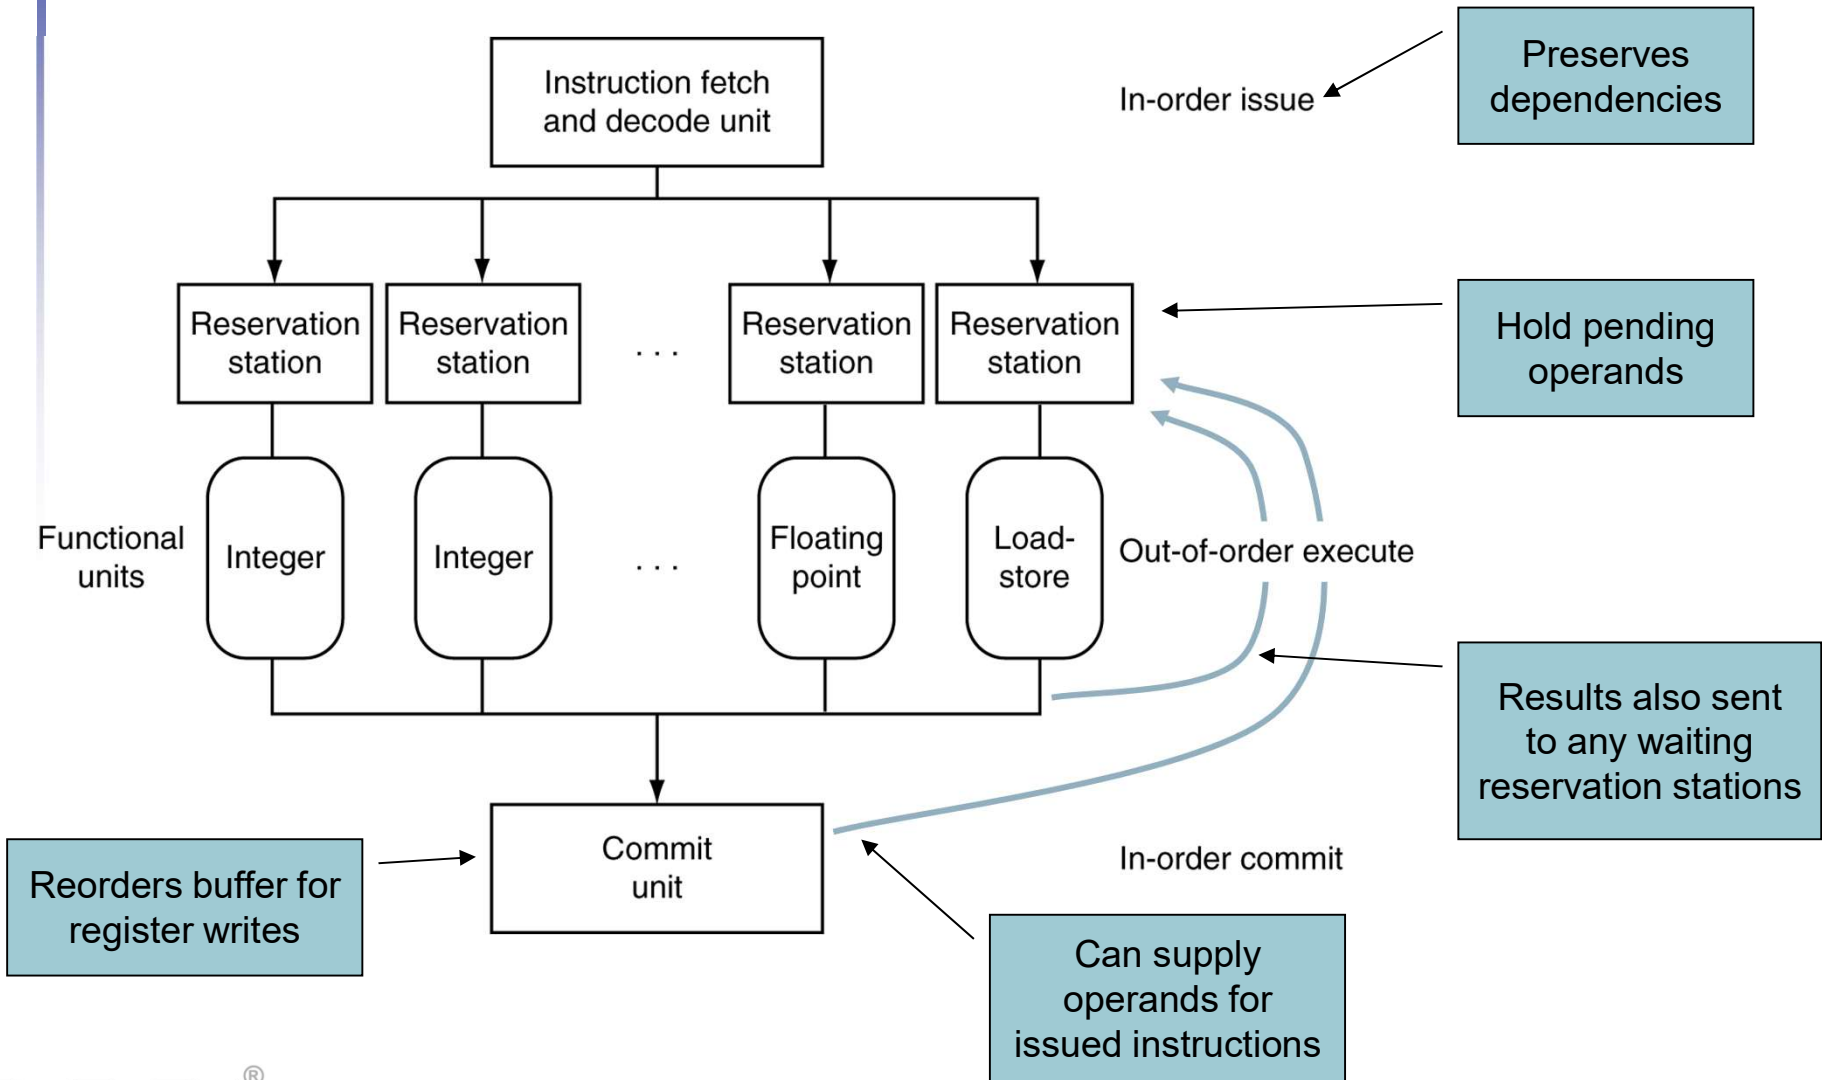 Instruction fetch
and decode unit
In-order issue
Preserves
dependencies
Reservation
station
Reservation
station
. . .
Reservation
station
Reservation
station
Hold pending
operands
Functional
units
Integer
Integer
. . .
Floating
point
Load-
store
Out-of-order execute
Results also sent
to any waiting
reservation stations
Commit
unit
In-order commit
Reorders buffer for
register writes
Can supply
operands for
issued instructions
®